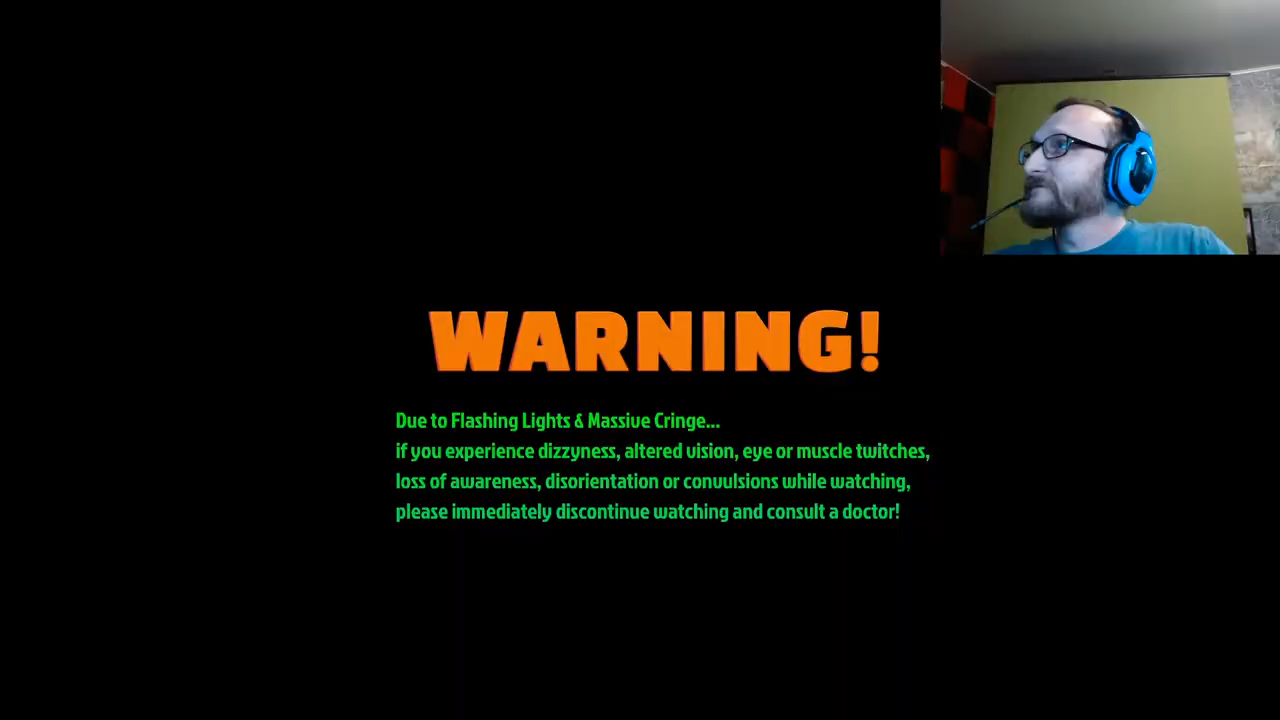 WARNING!
Due to Flashing Lights & Massive Cringe...
if you experience dizzyness, altered vision, eye or muscle twitches,
loss of awareness, disorientation or convulsions while watching,
please immediately discontinue watching and consult a doctor!